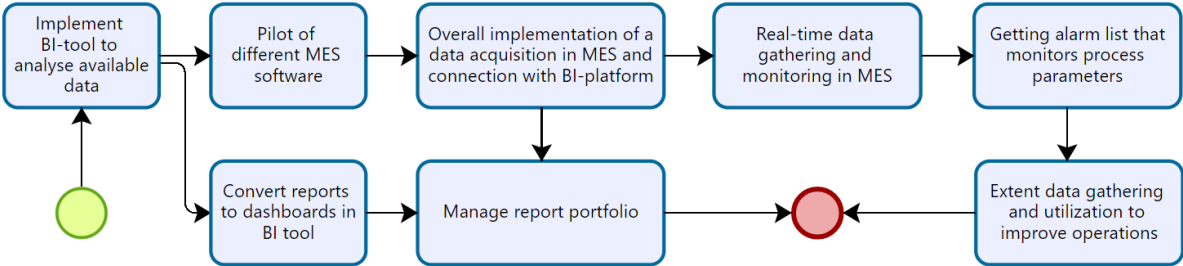 Implement
BI-tool to
analyse available
data
Pilot of
different MES
software
Overall implementation of a
data acquisition in MES and
connection with BI-platform
Real-time data
gathering and
monitoring in MES
Getting alarm list that
monitors process
parameters
Convert reports
to dashboards in
BI tool
Manage report portfolio
Extent data gathering
and utilization to
improve operations